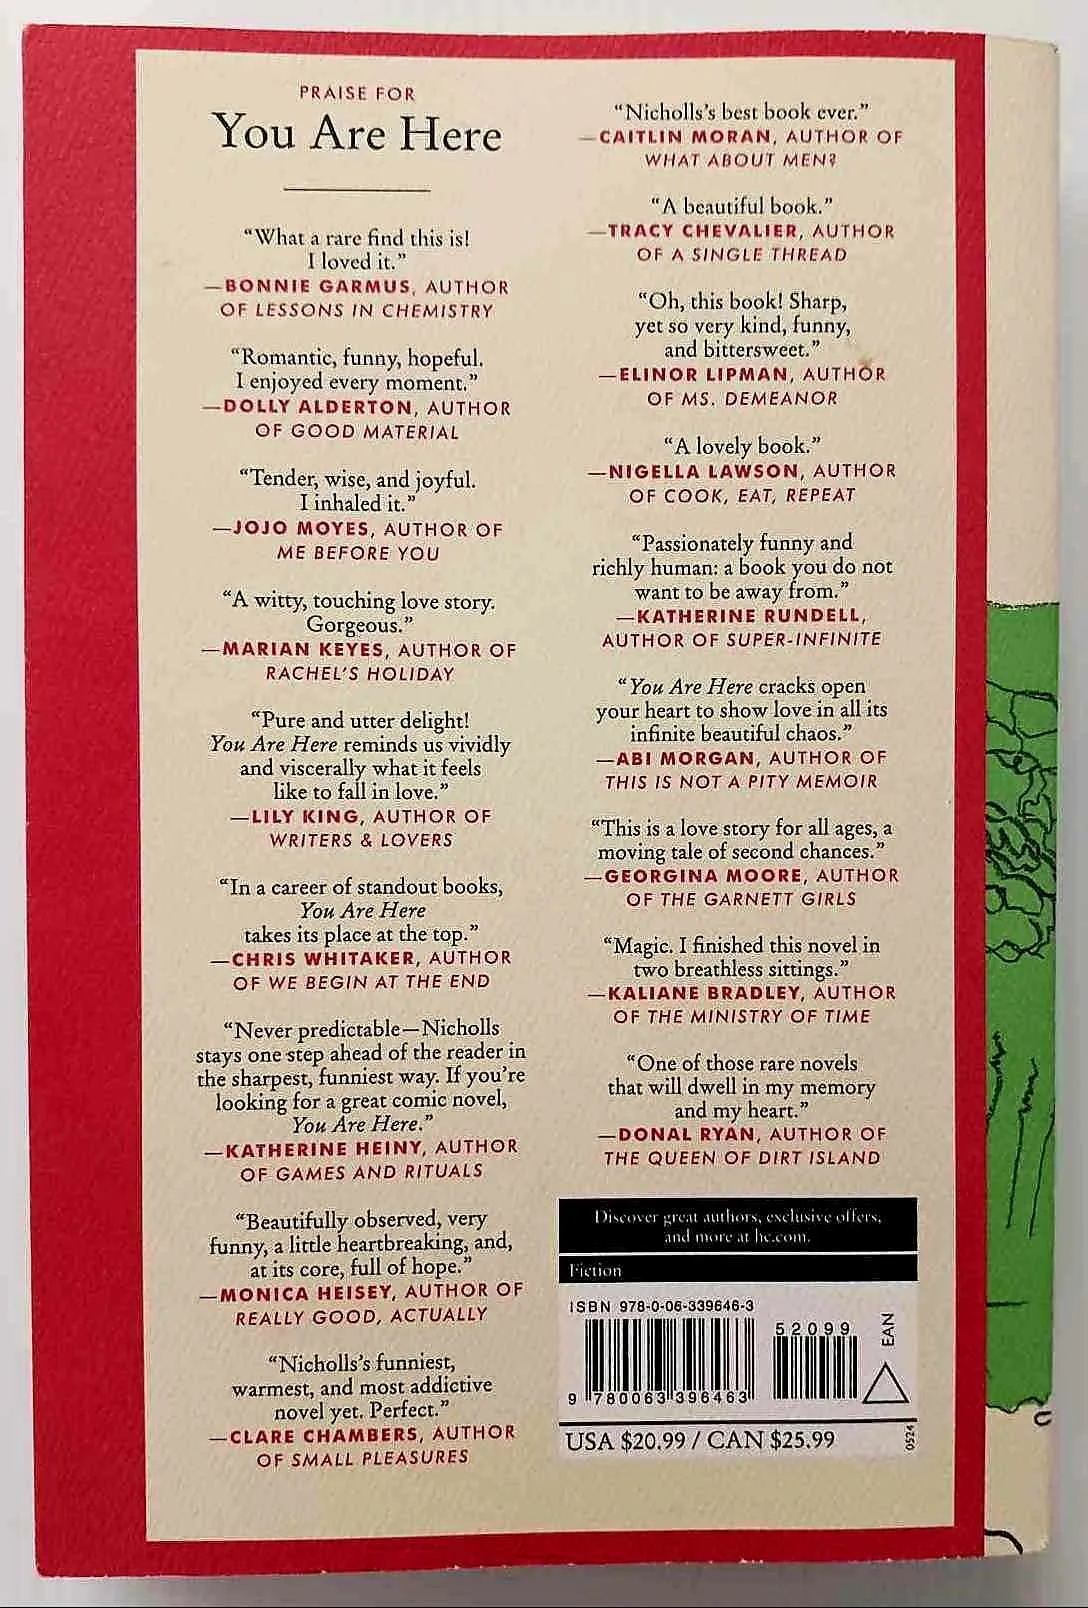 PRAISE FOR
You Are Here
“What a rare find this is!
I loved it.”
—BONNIE GARMUS, AUTHOR
OF LESSONS IN CHEMISTRY
“Romantic, funny, hopeful.
I enjoyed every moment.”
—DOLLY ALDERTON, AUTHOR
OF GOOD MATERIAL
“Tender, wise, and joyful.
I inhaled it.”
—JOJO MOYES, AUTHOR OF
ME BEFORE YOU
“A witty, touching love story.
Gorgeous.”
—MARIAN KEYES, AUTHOR OF
RACHEL’S HOLIDAY
“Pure and utter delight!
You Are Here reminds us vividly
and viscerally what it feels
like to fall in love.”
—LILY KING, AUTHOR OF
WRITERS & LOVERS
“In a career of standout books,
You Are Here
takes its place at the top.”
—CHRIS WHITAKER, AUTHOR
OF WE BEGIN AT THE END
“Never predictable—Nicholls
stays one step ahead of the reader in
the sharpest, funniest way. If you’re
looking for a great comic novel,
You Are Here.”
—KATHERINE HEINY, AUTHOR
OF GAMES AND RITUALS
“Beautifully observed, very
funny, a little heartbreaking, and,
at its core, full of hope.”
—MONICA HEISEY, AUTHOR OF
REALLY GOOD, ACTUALLY
“Nicholls’s funniest,
warmest, and most addictive
novel yet. Perfect.”
—CLARE CHAMBERS, AUTHOR
OF SMALL PLEASURES
“Nicholls’s best book ever.”
—CAITLIN MORAN, AUTHOR OF
WHAT ABOUT MEN?
“A beautiful book.”
—TRACY CHEVALIER, AUTHOR
OF A SINGLE THREAD
“Oh, this book! Sharp,
yet so very kind, funny,
and bittersweet.”
—ELINOR LIPMAN, AUTHOR
OF MS. DEMEANOR
“A lovely book.”
—NIGELLA LAWSON, AUTHOR
OF COOK, EAT, REPEAT
“Passionately funny and
richly human: a book you do not
want to be away from.”
—KATHERINE RUNDELL,
AUTHOR OF SUPER-INFINITE
“You Are Here cracks open
your heart to show love in all its
infinite beautiful chaos.”
—ABI MORGAN, AUTHOR OF
THIS IS NOT A PITY MEMOIR
“This is a love story for all ages, a
moving tale of second chances.”
—GEORGINA MOORE, AUTHOR
OF THE GARNETT GIRLS
“Magic. I finished this novel in
two breathless sittings.”
—KALIANE BRADLEY, AUTHOR
OF THE MINISTRY OF TIME
“One of those rare novels
that will dwell in my memory
and my heart.”
—DONAL RYAN, AUTHOR OF
THE QUEEN OF DIRT ISLAND
Discover great authors, exclusive offers,
and more at hc.com.
Fiction
ISBN 978-0-06-339646-3
52099
EAN
9 780063 396463
USA $20.99 / CAN $25.99
0524